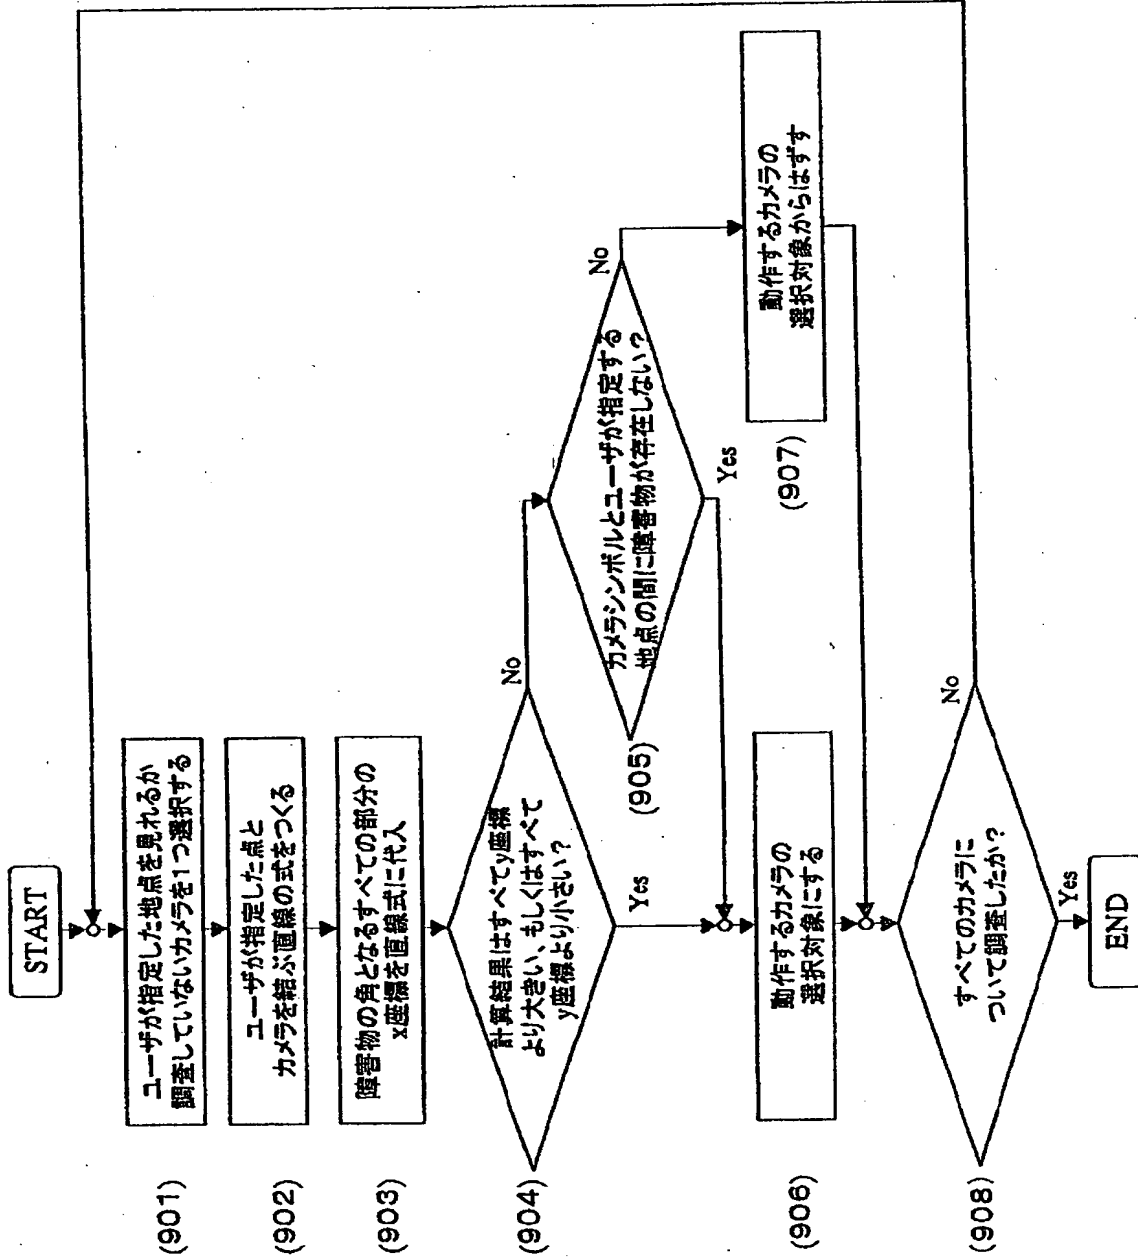 START
(901)
ユーザが指定した地点を見れるか
調査していないカメラを1つ選択する
(902)
ユーザが指定した点と
カメラを結ぶ直線の式をつくる
(903)
障害物の角となるすべての部分の
x座標を直線式に代入
(904)
計算結果はすべてy座標
より大きい、もしくはすべて
y座標より小さい?
No
Yes
(905)
カメラシンボルとユーザが指定する
地点の間に障害物が存在しない?
No
Yes
(906)
動作するカメラの
選択対象にする
(907)
動作するカメラの
選択対象からはずす
(908)
すべてのカメラに
ついて調査したか?
No
Yes
END